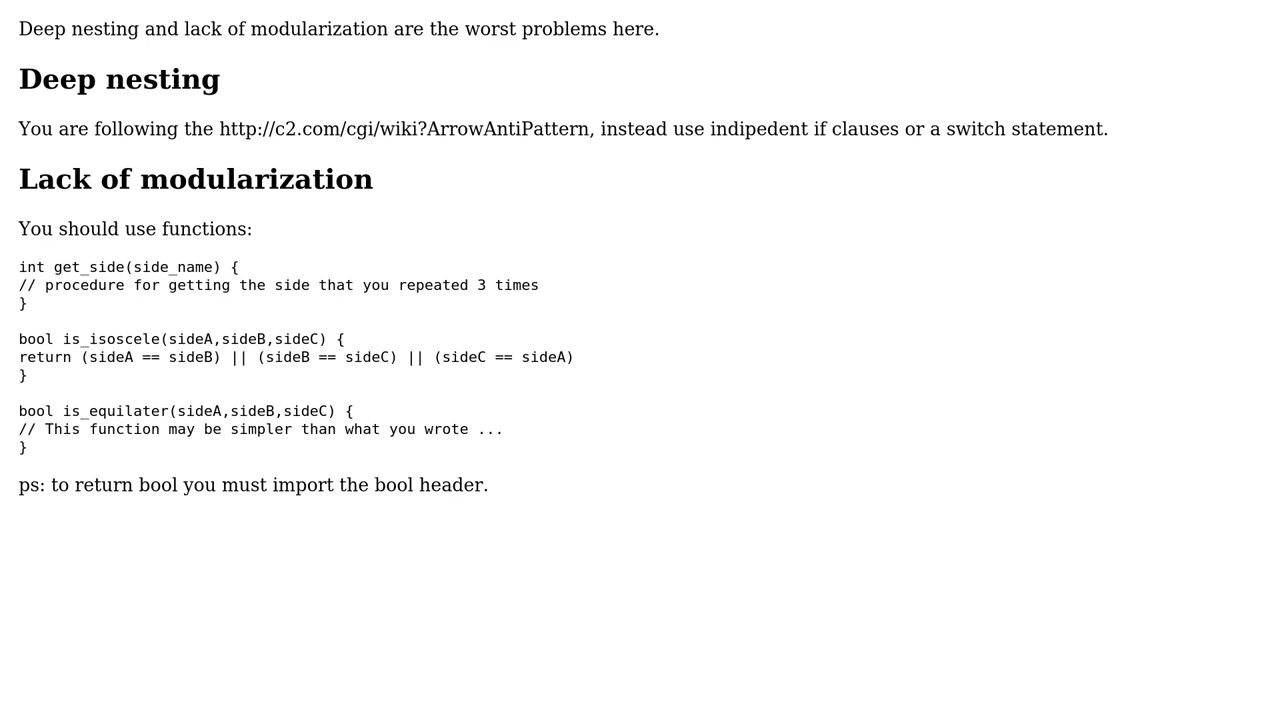 Deep nesting and lack of modularization are the worst problems here.
Deep nesting
You are following the http://c2.com/cgi/wiki?ArrowAntiPattern, instead use indipedent if clauses or a switch statement.
Lack of modularization
You should use functions:
int get_side(side_name) {
// procedure for getting the side that you repeated 3 times
}
bool is_isoscele(sideA,sideB,sideC) {
return (sideA == sideB) || (sideB == sideC) || (sideC == sideA)
}
bool is_equilater(sideA,sideB,sideC) {
// This function may be simpler than what you wrote ...
}
ps: to return bool you must import the bool header.